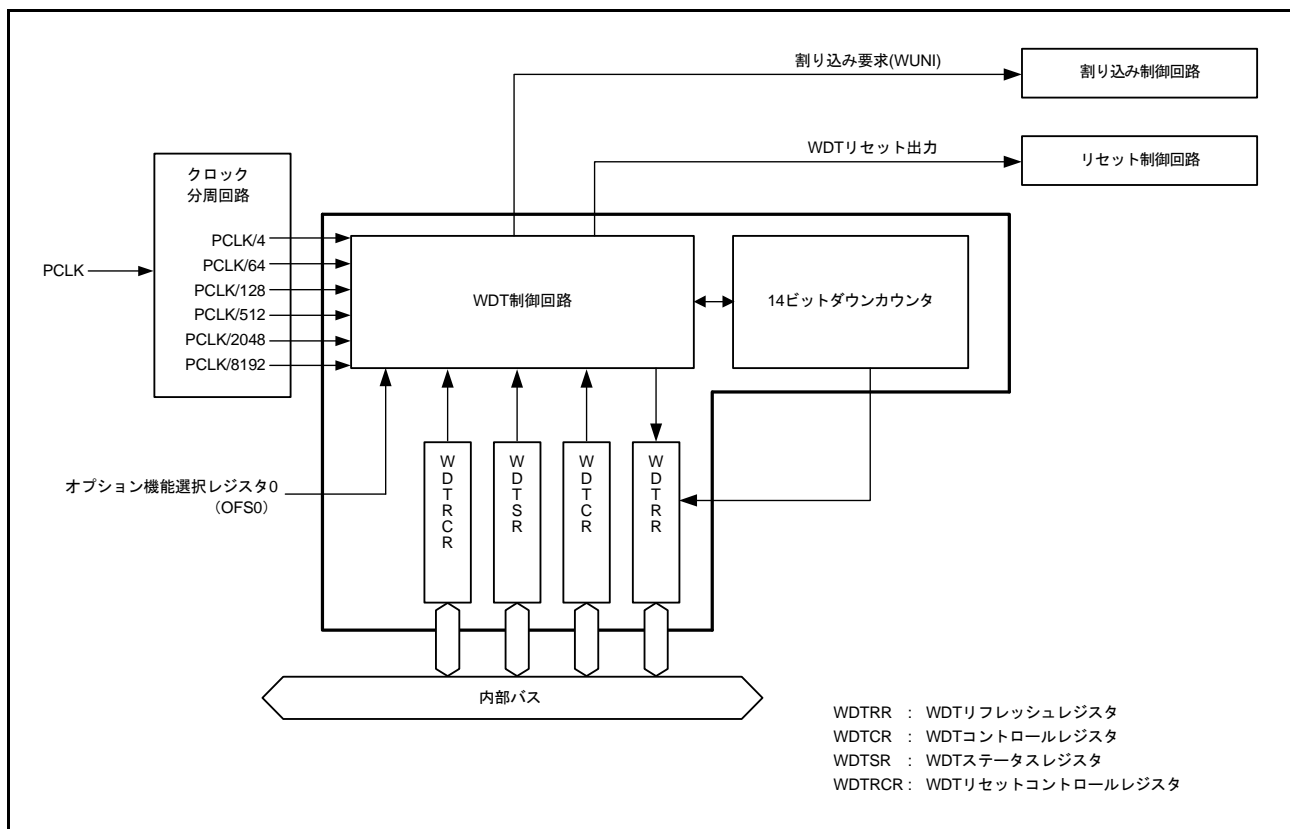 割り込み要求(WUNI)
割り込み制御回路
WDTリセット出力
リセット制御回路
クロック
分周回路
PCLK
PCLK/4
PCLK/64
PCLK/128
PCLK/512
PCLK/2048
PCLK/8192
WDT制御回路
14ビットダウンカウンタ
オプション機能選択レジスタ0
(OFS0)
WDTRCR
WDTSR
WDTCR
WDTRR
内部バス
WDTRR : WDTリフレッシュレジスタ
WDTCR : WDTコントロールレジスタ
WDTSR : WDTステータスレジスタ
WDTRCR : WDTリセットコントロールレジスタ